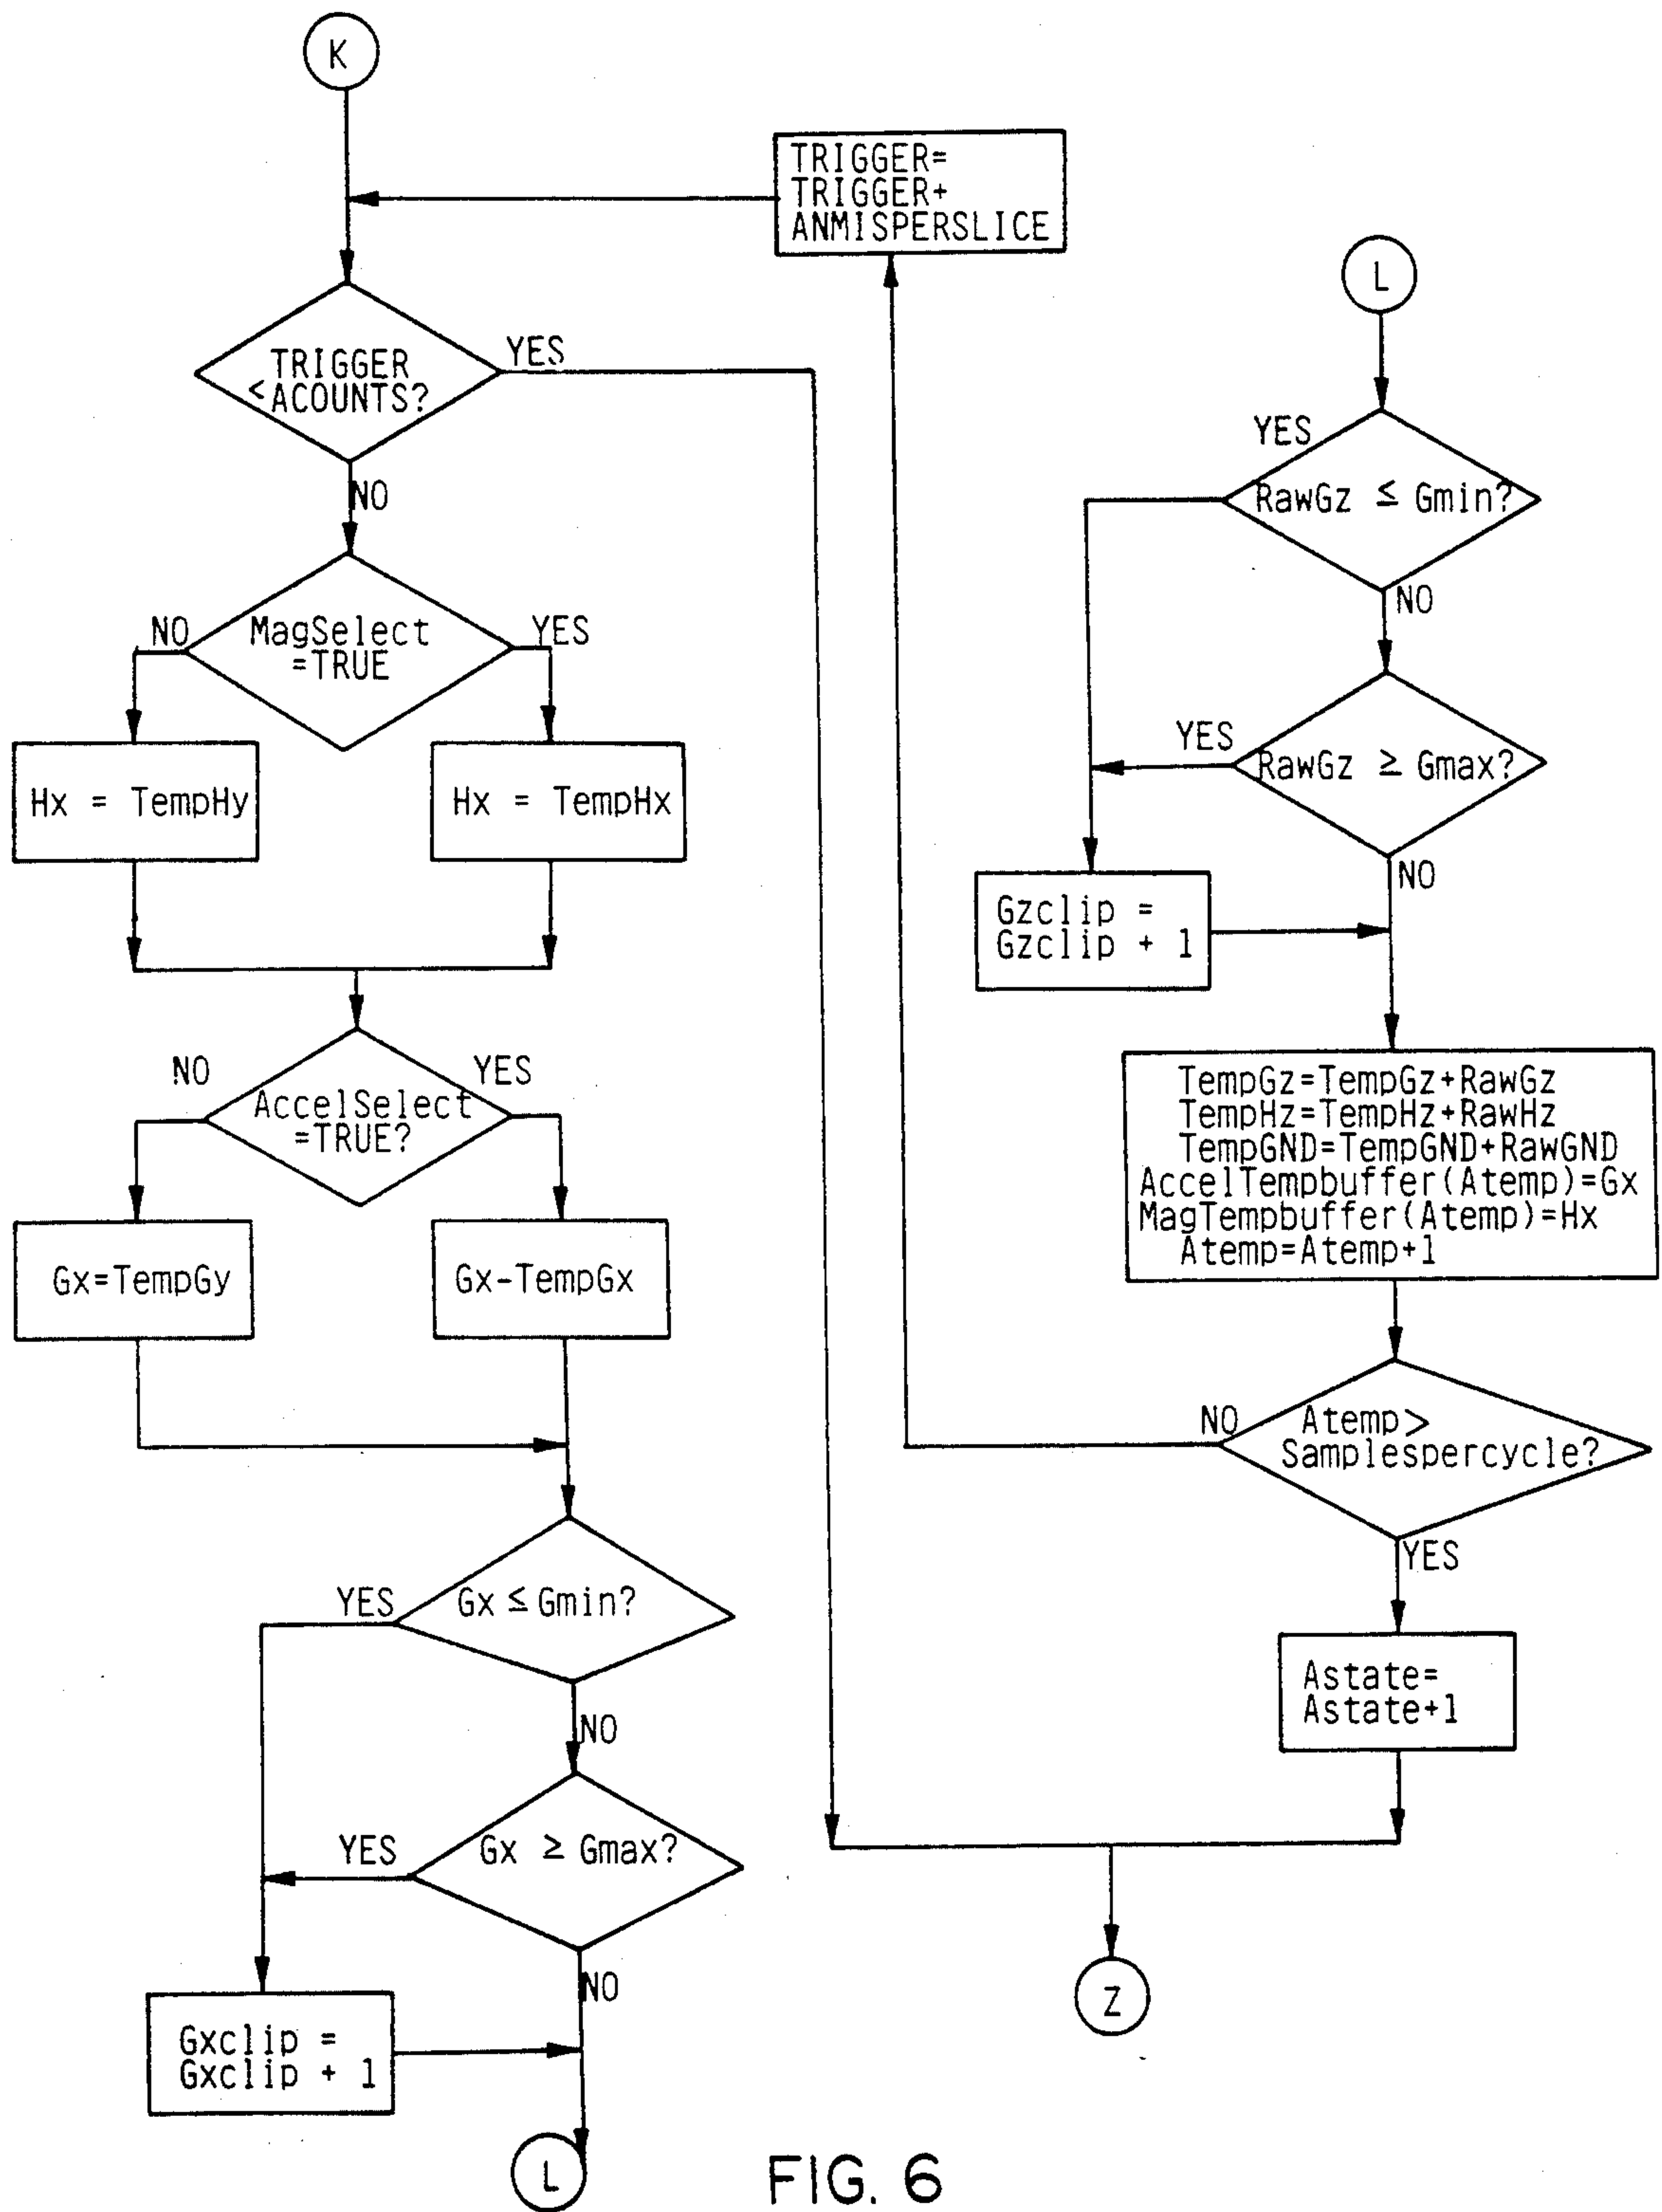 K
TRIGGER=
TRIGGER+
ANMISPERSLICE
TRIGGER
<ACOUNTS?
YES
NO
MagSelect
=TRUE
NO
YES
Hx = TempHy
Hx = TempHx
AccelSelect
=TRUE?
NO
YES
Gx=TempGy
Gx-TempGx
Gx ≤ Gmin?
YES
NO
Gx ≥ Gmax?
YES
NO
Gxclip =
Gxclip + 1
L
L
YES
RawGz ≤ Gmin?
NO
YES
RawGz ≥ Gmax?
NO
Gzclip =
Gzclip + 1
TempGz=TempGz+RawGz
TempHz=TempHz+RawHz
TempGND=TempGND+RawGND
AccelTempbuffer(Atemp)=Gx
MagTempbuffer(Atemp)=Hx
Atemp=Atemp+1
NO
Atemp>
Samplespercycle?
YES
Astate=
Astate+1
Z
FIG. 6